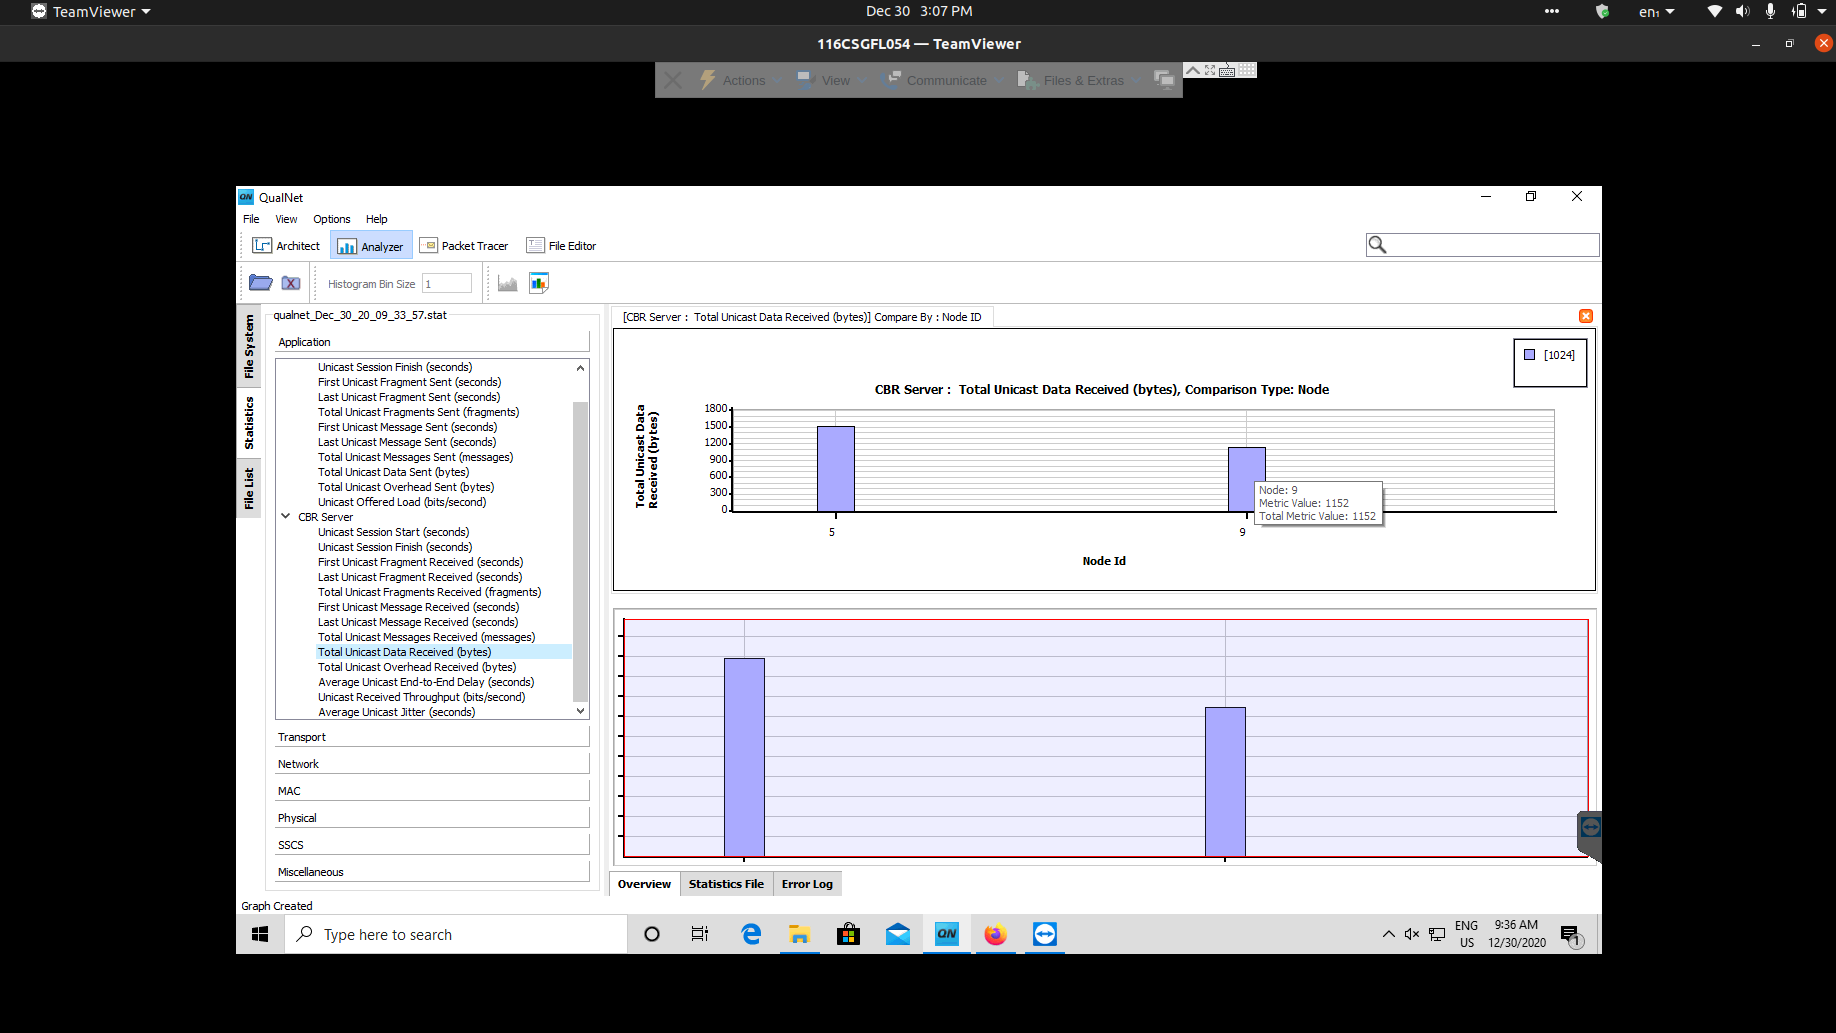 TeamViewer
Dec 30 3:07 PM
en₁
116CSGFL054 — TeamViewer
Actions
View
Communicate
Files & Extras
QN QualNet
File View Options Help
Architect
Analyzer
Packet Tracer
File Editor
Histogram Bin Size 1
File System
Statistics
File List
qualnet_Dec_30_20_09_33_57.stat
Application
Unicast Session Finish (seconds)
First Unicast Fragment Sent (seconds)
Last Unicast Fragment Sent (seconds)
Total Unicast Fragments Sent (fragments)
First Unicast Message Sent (seconds)
Last Unicast Message Sent (seconds)
Total Unicast Messages Sent (messages)
Total Unicast Data Sent (bytes)
Total Unicast Overhead Sent (bytes)
Unicast Offered Load (bits/second)
CBR Server
Unicast Session Start (seconds)
Unicast Session Finish (seconds)
First Unicast Fragment Received (seconds)
Last Unicast Fragment Received (seconds)
Total Unicast Fragments Received (fragments)
First Unicast Message Received (seconds)
Last Unicast Message Received (seconds)
Total Unicast Messages Received (messages)
Total Unicast Data Received (bytes)
Total Unicast Overhead Received (bytes)
Average Unicast End-to-End Delay (seconds)
Unicast Received Throughput (bits/second)
Average Unicast Jitter (seconds)
Transport
Network
MAC
Physical
SSCS
Miscellaneous
[CBR Server : Total Unicast Data Received (bytes)] Compare By : Node ID
[1024]
CBR Server : Total Unicast Data Received (bytes), Comparison Type: Node
Total Unicast Data
Received (bytes)
1800
1500
1200
900
600
300
0
5
9
Node: 9
Metric Value: 1152
Total Metric Value: 1152
Node Id
Overview
Statistics File
Error Log
Graph Created
Type here to search
QN
ENG
US
9:36 AM
12/30/2020
1